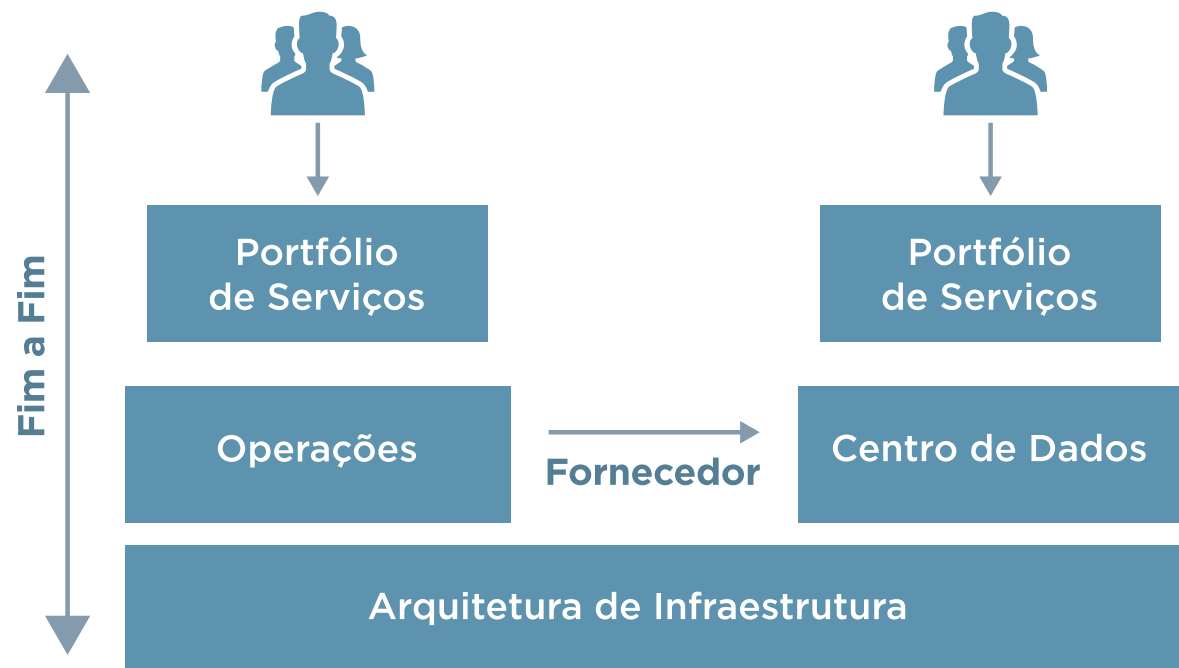 Fim a Fim
Portfólio
de Serviços
Portfólio
de Serviços
Operações
Fornecedor
Centro de Dados
Arquitetura de Infraestrutura